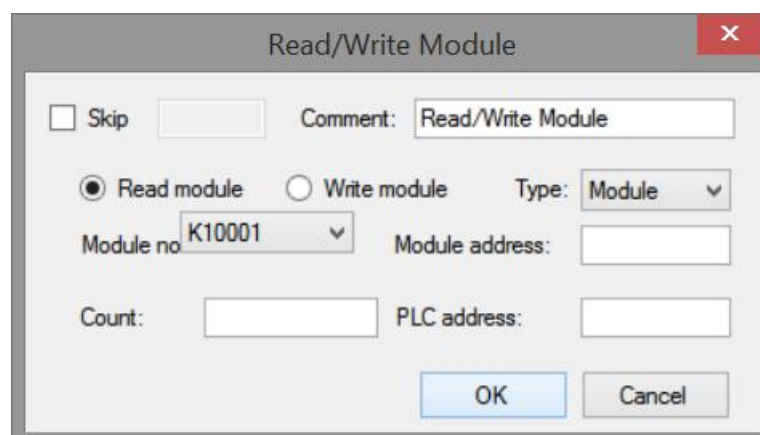 Read/Write Module
Skip Comment: Read/Write Module
Read module Write module Type: Module
Module no K10001 Module address:
Count: PLC address:
OK Cancel